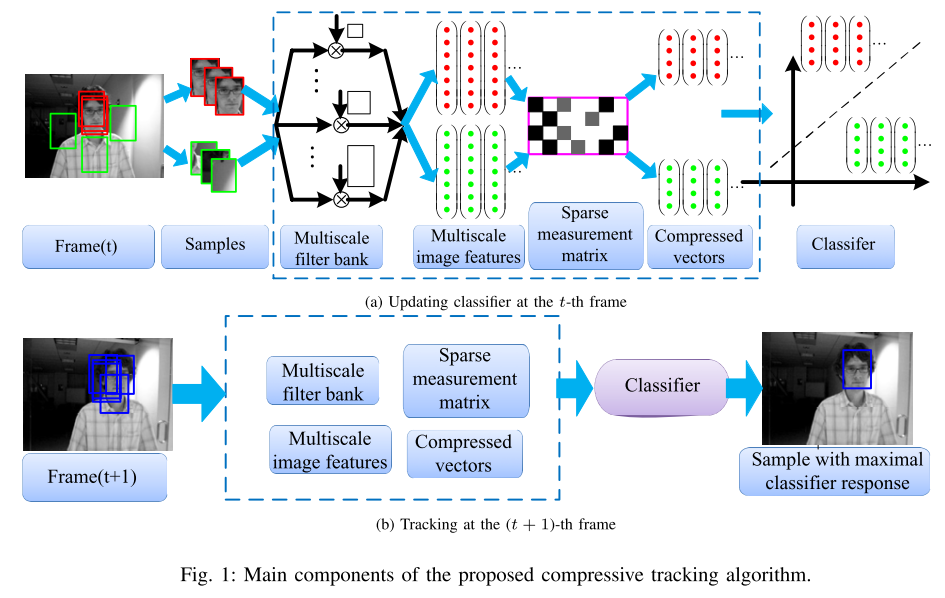 Frame(t)
Samples
Multiscale
filter bank
Multiscale
image features
Sparse
measurement
matrix
Compressed
vectors
Classifer
(a) Updating classifier at the t-th frame
Frame(t+1)
Multiscale
filter bank
Sparse
measurement
matrix
Multiscale
image features
Compressed
vectors
Classifier
Sample with maximal
classifier response
(b) Tracking at the (t + 1)-th frame
Fig. 1: Main components of the proposed compressive tracking algorithm.